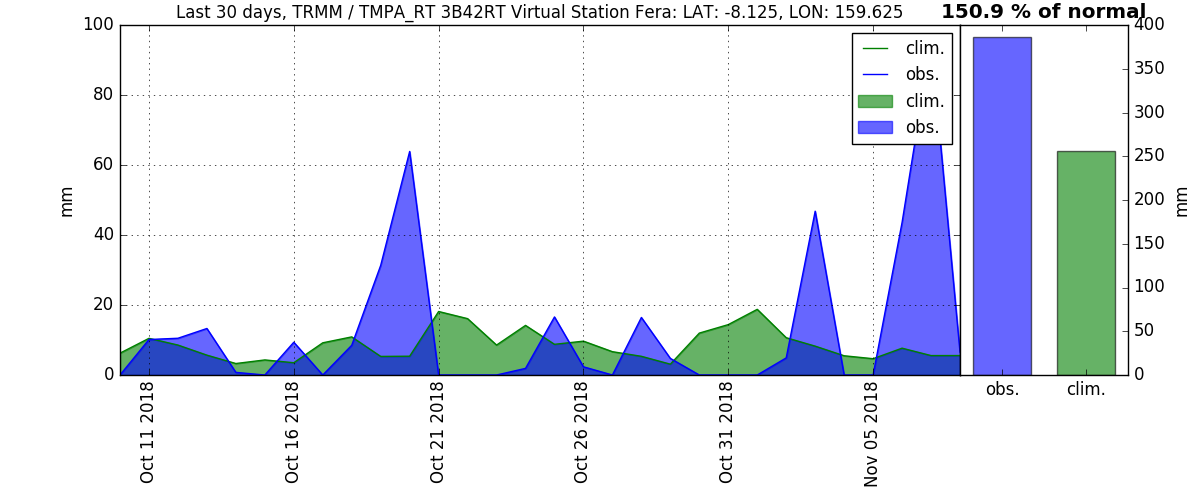 Last 30 days, TRMM / TMPA_RT 3B42RT Virtual Station Fera: LAT: -8.125, LON: 159.625
150.9 % of normal
100
80
60
40
20
0
mm
clim.
obs.
clim.
obs.
Oct 11 2018
Oct 16 2018
Oct 21 2018
Oct 26 2018
Oct 31 2018
Nov 05 2018
400
350
300
250
200
150
100
50
0
mm
obs.
clim.